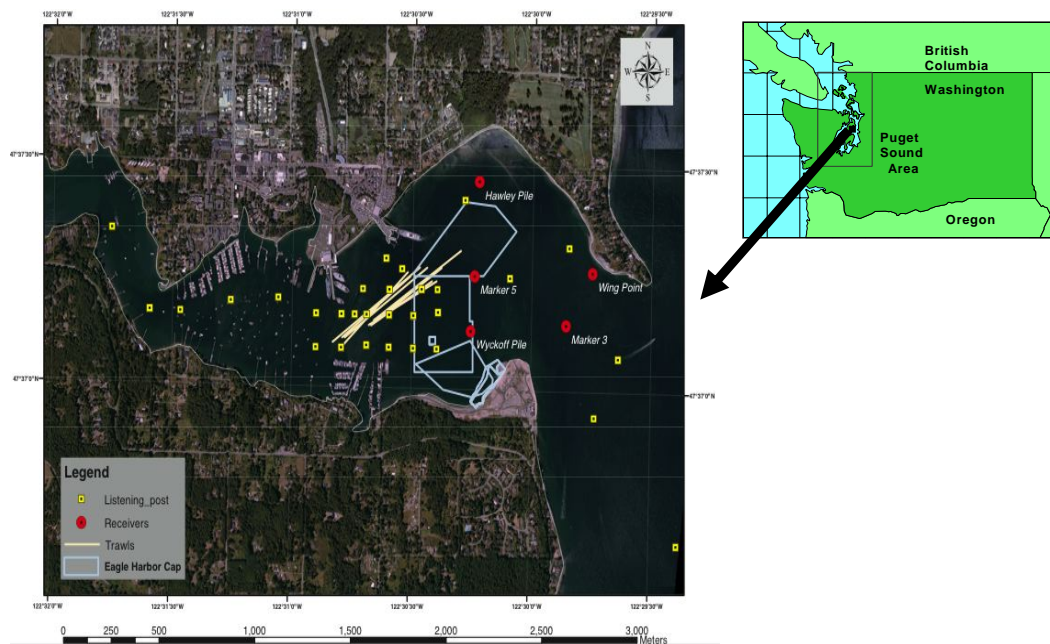 122°32'0"W 122°31'30"W 122°31'0"W 122°30'30"W 122°30'0"W 122°29'30"W
N
W E
S
47°37'30"N 47°37'30"N
Hawley Pile
Marker 5
Wing Point
Marker 3
Wyckoff Pile
47°37'0"N 47°37'0"N
Legend
Listening_post
Receivers
Trawls
Eagle Harbor Cap
122°32'0"W 122°31'30"W 122°31'0"W 122°30'30"W 122°30'0"W 122°29'30"W
0 250 500 1,000 1,500 2,000 2,500 3,000
Meters
British
Columbia
Washington
Puget
Sound
Area
Oregon